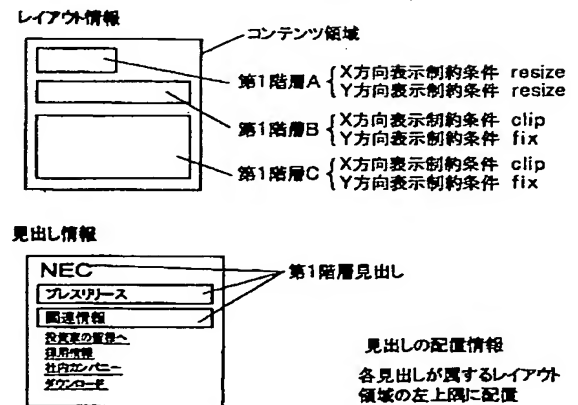 レイアウト情報
コンテンツ領域
第1階層A
X方向表示制約条件 resize
Y方向表示制約条件 resize
第1階層B
X方向表示制約条件 clip
Y方向表示制約条件 fix
第1階層C
X方向表示制約条件 clip
Y方向表示制約条件 fix
見出し情報
NEC
第1階層見出し
プレスリリース
関連情報
投資家の皆様へ
採用情報
社内カンパニー
ダウンロード
見出しの配置情報
各見出しが属するレイアウト
領域の左上隅に配置